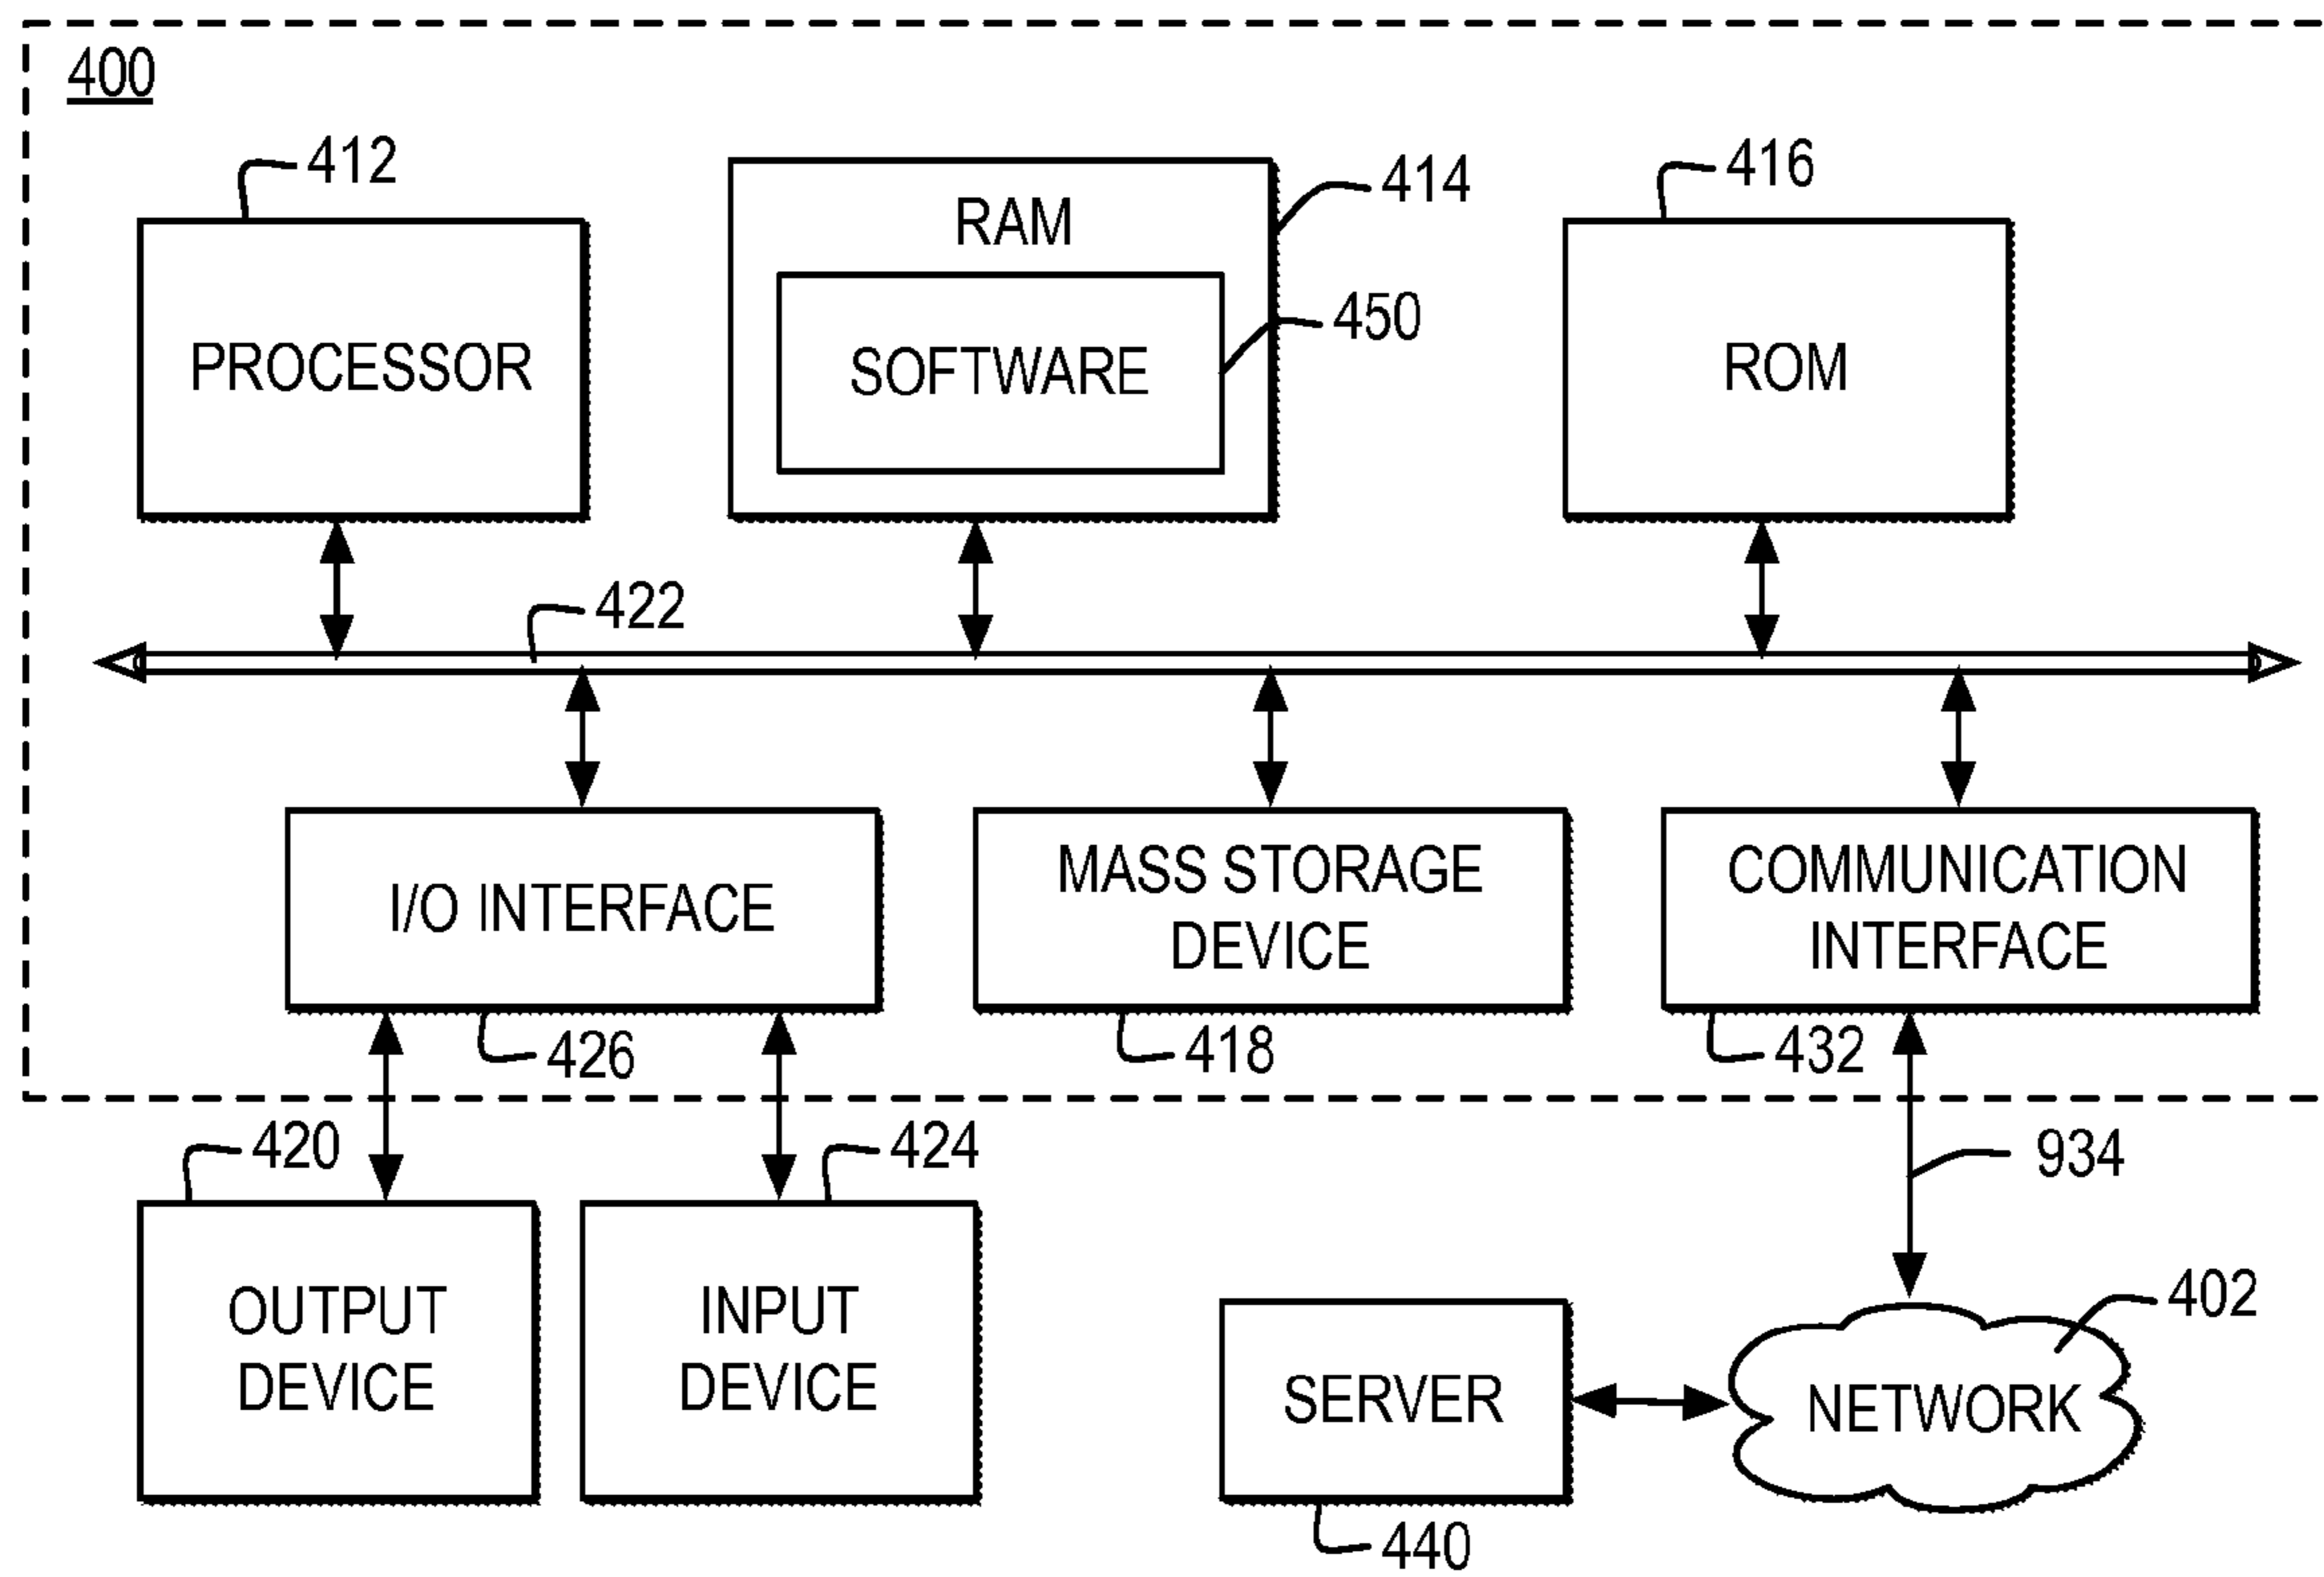 400
412
414
416
RAM
450
PROCESSOR
SOFTWARE
ROM
422
I/O INTERFACE
MASS STORAGE
DEVICE
COMMUNICATION
INTERFACE
426
418
432
420
424
934
OUTPUT
DEVICE
INPUT
DEVICE
402
SERVER
NETWORK
440